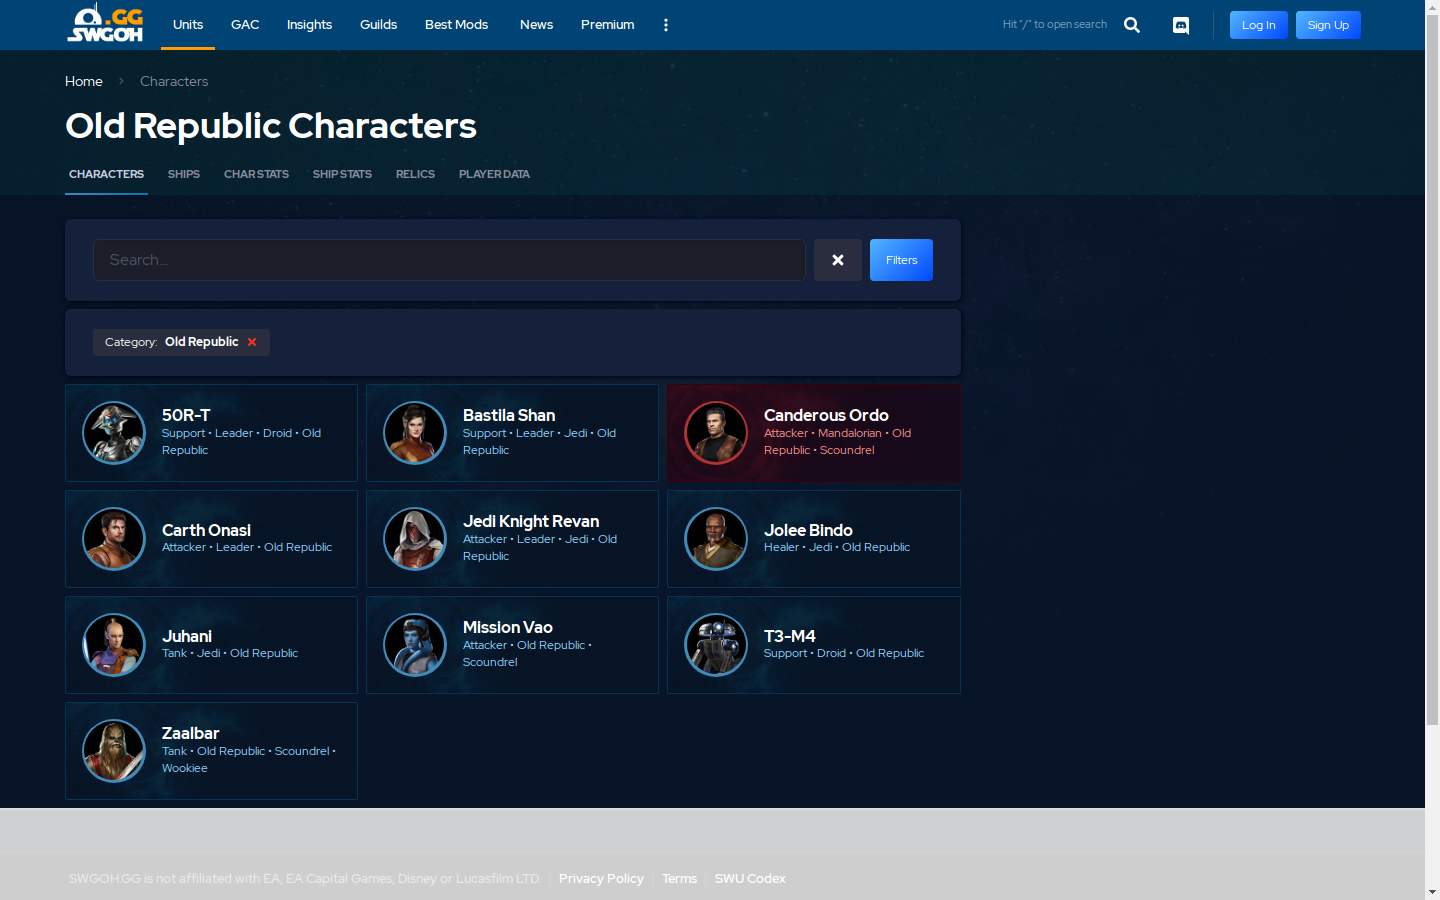 .GG
SWGOH
Units
GAC
Insights
Guilds
Best Mods
News
Premium
Hit "/" to open search
Log In
Sign Up
Home
Characters
Old Republic Characters
CHARACTERS
SHIPS
CHAR STATS
SHIP STATS
RELICS
PLAYER DATA
Search...
Filters
Category: Old Republic
50R-T
Support • Leader • Droid • Old
Republic
Bastila Shan
Support • Leader • Jedi • Old
Republic
Canderous Ordo
Attacker • Mandalorian • Old
Republic • Scoundrel
Carth Onasi
Attacker • Leader • Old Republic
Jedi Knight Revan
Attacker • Leader • Jedi • Old
Republic
Jolee Bindo
Healer • Jedi • Old Republic
Juhani
Tank • Jedi • Old Republic
Mission Vao
Attacker • Old Republic •
Scoundrel
T3-M4
Support • Droid • Old Republic
Zaalbar
Tank • Old Republic • Scoundrel •
Wookiee
SWGOH.GG is not affiliated with EA, EA Capital Games, Disney or Lucasfilm LTD.
Privacy Policy
Terms
SWU Codex